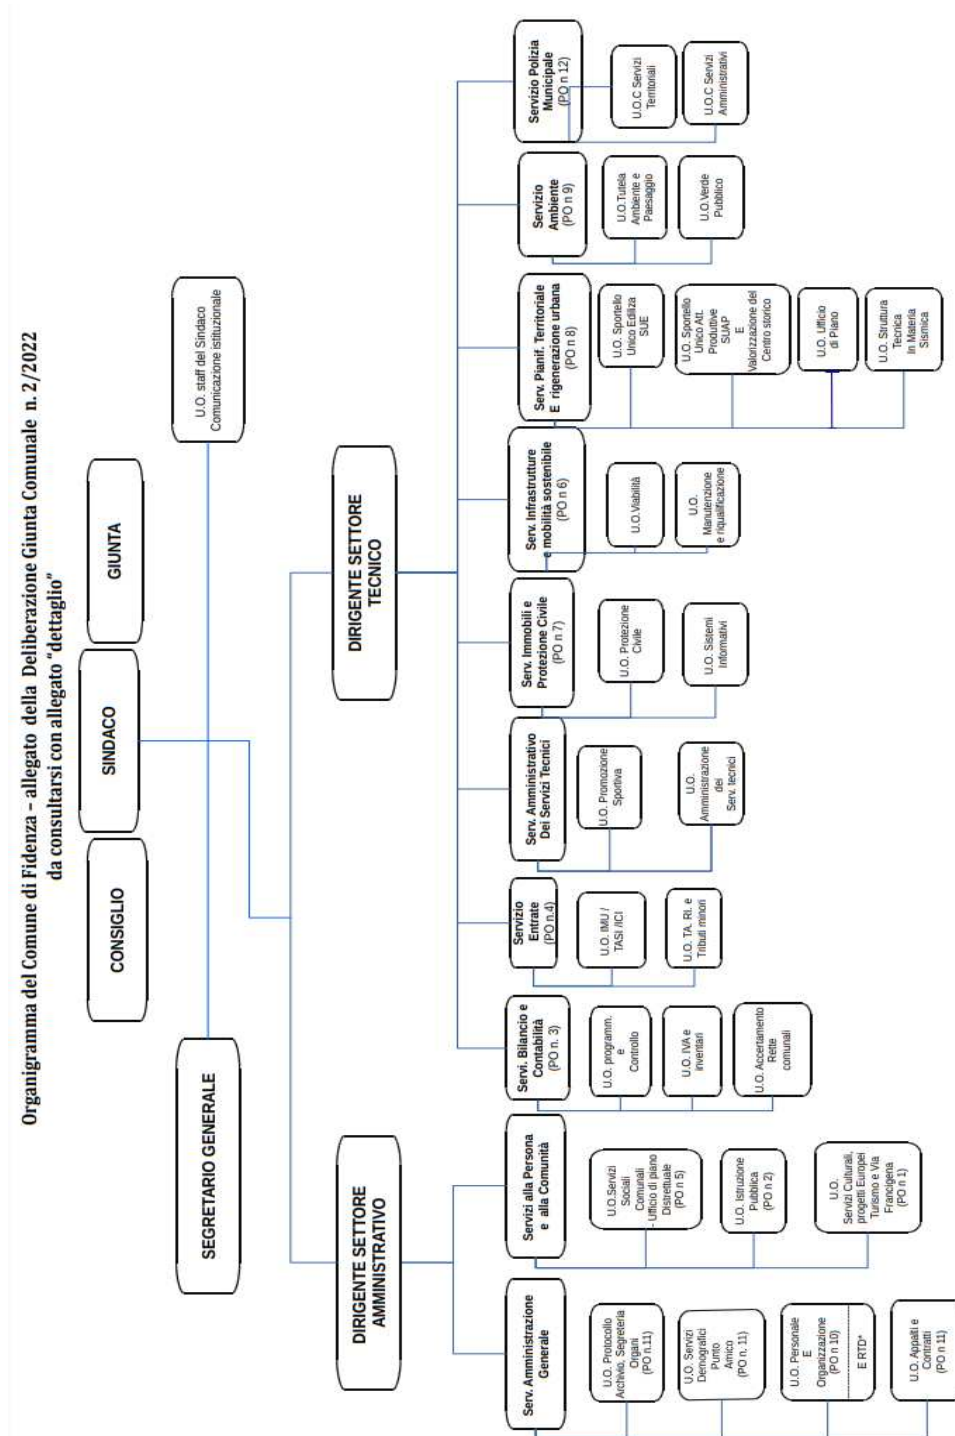 Organigramma del Comune di Fidenza – allegato della Deliberazione Giunta Comunale n. 2/2022
da consultarsi con allegato "dettaglio"
CONSIGLIO
SINDACO
GIUNTA
SEGRETARIO GENERALE
U.O. staff del Sindaco
Comunicazione istituzionale
DIRIGENTE SETTORE
AMMINISTRATIVO
DIRIGENTE SETTORE
TECNICO
Serv. Amministrazione
Generale
U.O. Protocollo
Archivio, Segreteria
Organi
(PO n.11)
U.O. Servizi
Demografici
Punto
Amico
(PO n. 11)
U.O. Personale
E
Organizzazione
(PO n 10)
E RTD*
U.O. Appalti e
Contratti
(PO n 11)
Servizi alla Persona
e alla Comunità
U.O.Servizi
Sociali
Comunali
- Ufficio di piano
Distrettuale
(PO n 5)
U.O. Istruzione
Pubblica
(PO n 2)
U.O.
Servizi Culturali,
progetti Europei
Turismo e Via
Francigena
(PO n 1)
Servi. Bilancio e
Contabilità
(PO n. 3)
U.O. programm.
e
Controllo
U.O. IVA e
inventari
U.O. Accertamento
Rette
comunali
Servizio
Entrate
(PO n.4)
U.O. IMU /
TASI /ICI
U.O. TA. RI. e
Tributi minori
Serv. Amministrativo
Dei Servizi Tecnici
U.O. Promozione
Sportiva
U.O.
Amministrazione
dei
Serv. tecnici
Serv. Immobili e
Protezione Civile
(PO n 7)
U.O. Protezione
Civile
U.O. Sistemi
Informativi
Serv. Infrastrutture
e mobilità sostenibile
(PO n 6)
U.O.Viabilità
U.O.
Manutenzione
e riqualificazione
Serv. Pianif. Territoriale
E rigenerazione urbana
(PO n 8)
U.O. Sportello
Unico Ediliza
SUE
U.O. Sportello
Unico Att.
Produttive
SUAP
E
Valorizzazione del
Centro storico
U.O. Ufficio
di Piano
U.O. Struttura
Tecnica
In Materia
Sismica
Servizio
Ambiente
(PO n 9)
U.O.Tutela
Ambiente e
Paesaggio
U.O.Verde
Pubblico
Servizio Polizia
Municipale
(PO n 12)
U.O.C Servizi
Territoriali
U.O.C Servizi
Amministrativi